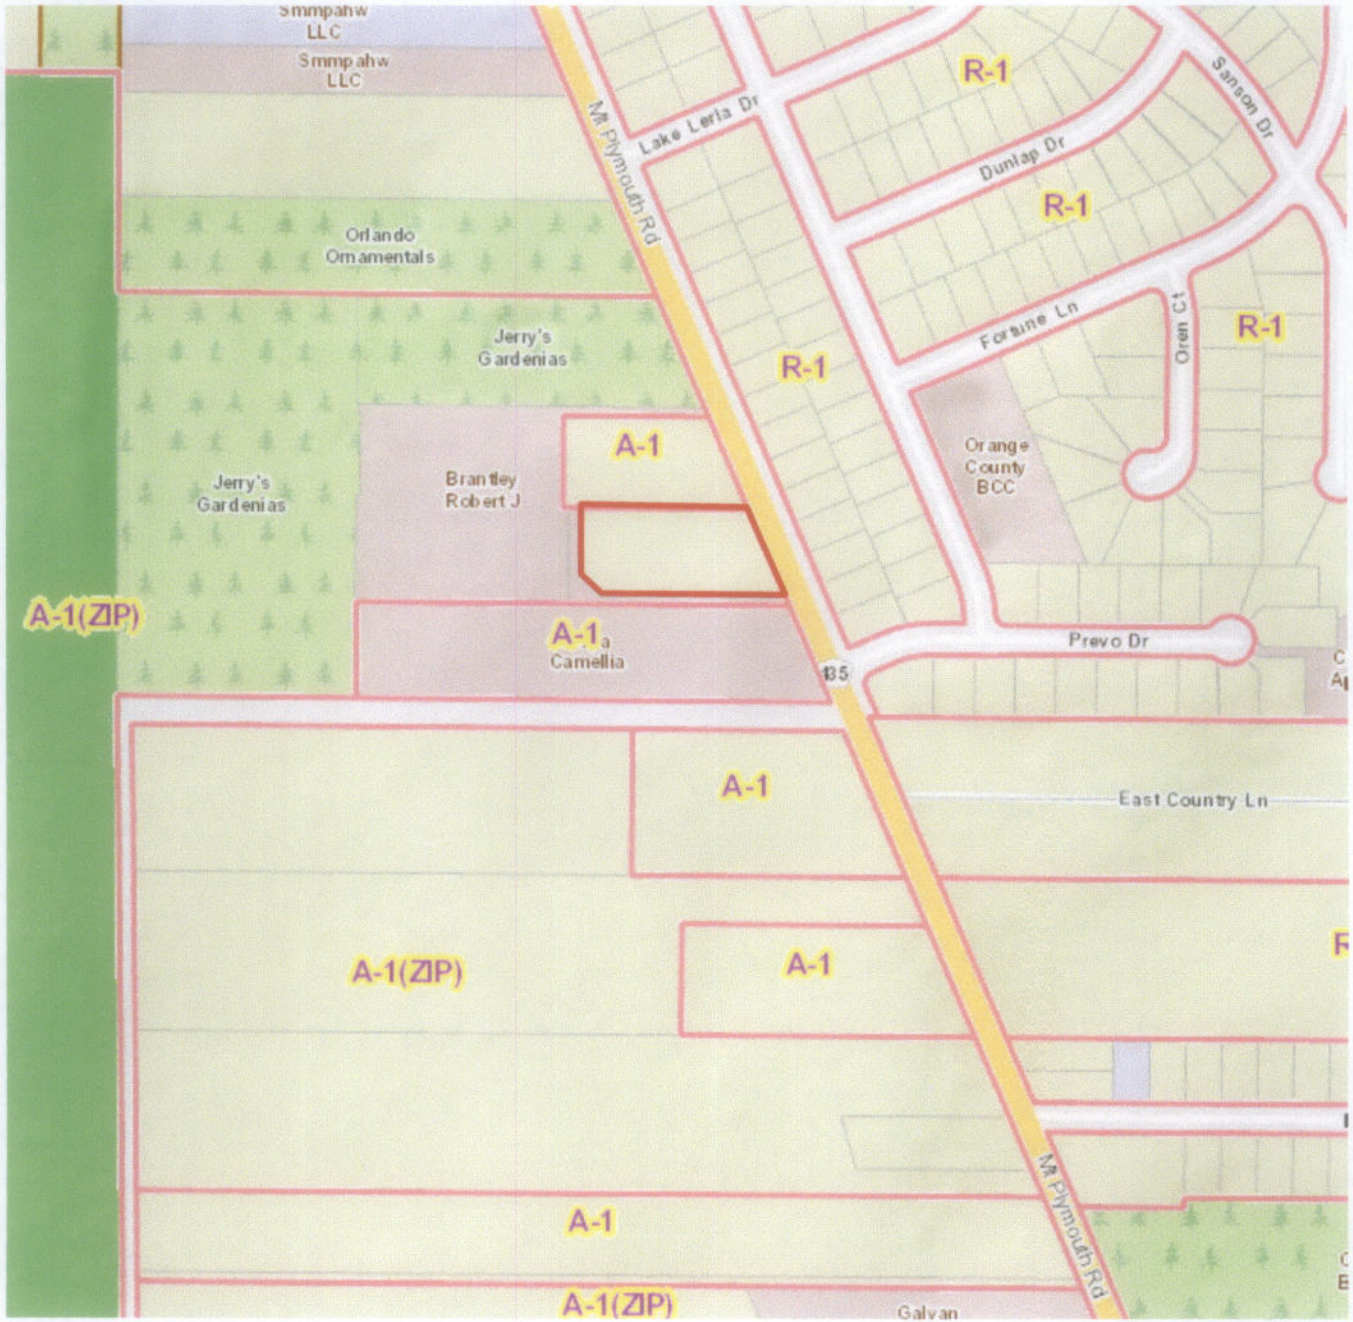 Smmpahw
LLC
Smmpahw
LLC
R-1
Sanson Dr
Lake Lerla Dr
Mt Plymouth Rd
Dunlap Dr
R-1
Orlando
Ornamentals
Jerry's
Gardenias
Fortune Ln
Oren Ct
R-1
R-1
A-1
Orange
County
BCC
Brantley
Robert J
Jerry's
Gardenias
A-1(ZIP)
A-1
a
Camellia
Prevo Dr
435
A-1
East Country Ln
A-1(ZIP)
A-1
Mt Plymouth Rd
A-1
A-1(ZIP)
Galvan